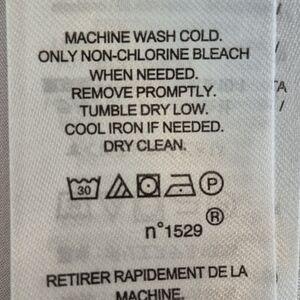 MACHINE WASH COLD.
ONLY NON-CHLORINE BLEACH
WHEN NEEDED.
REMOVE PROMPTLY.
TUMBLE DRY LOW.
COOL IRON IF NEEDED.
DRY CLEAN.
30 P
n°1529 ®
RETIRER RAPIDEMENT DE LA
MACHINE.